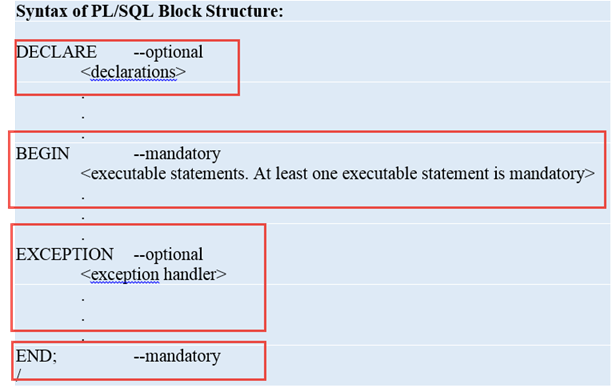 Syntax of PL/SQL Block Structure:
DECLARE --optional
<declarations>
.
.
.
BEGIN --mandatory
<executable statements. At least one executable statement is mandatory>
.
.
.
EXCEPTION --optional
<exception handler>
.
.
.
END; --mandatory
/